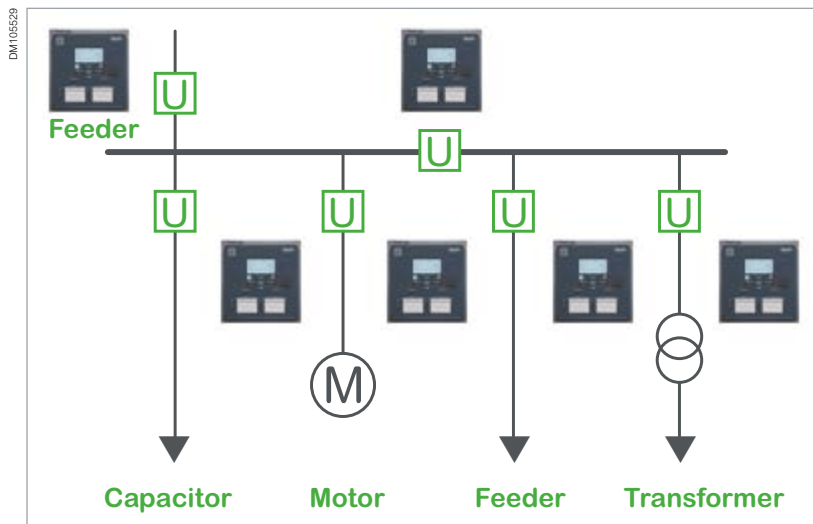 DM105529
U
Feeder
U
U
U
U
U
M
Capacitor
Motor
Feeder
Transformer